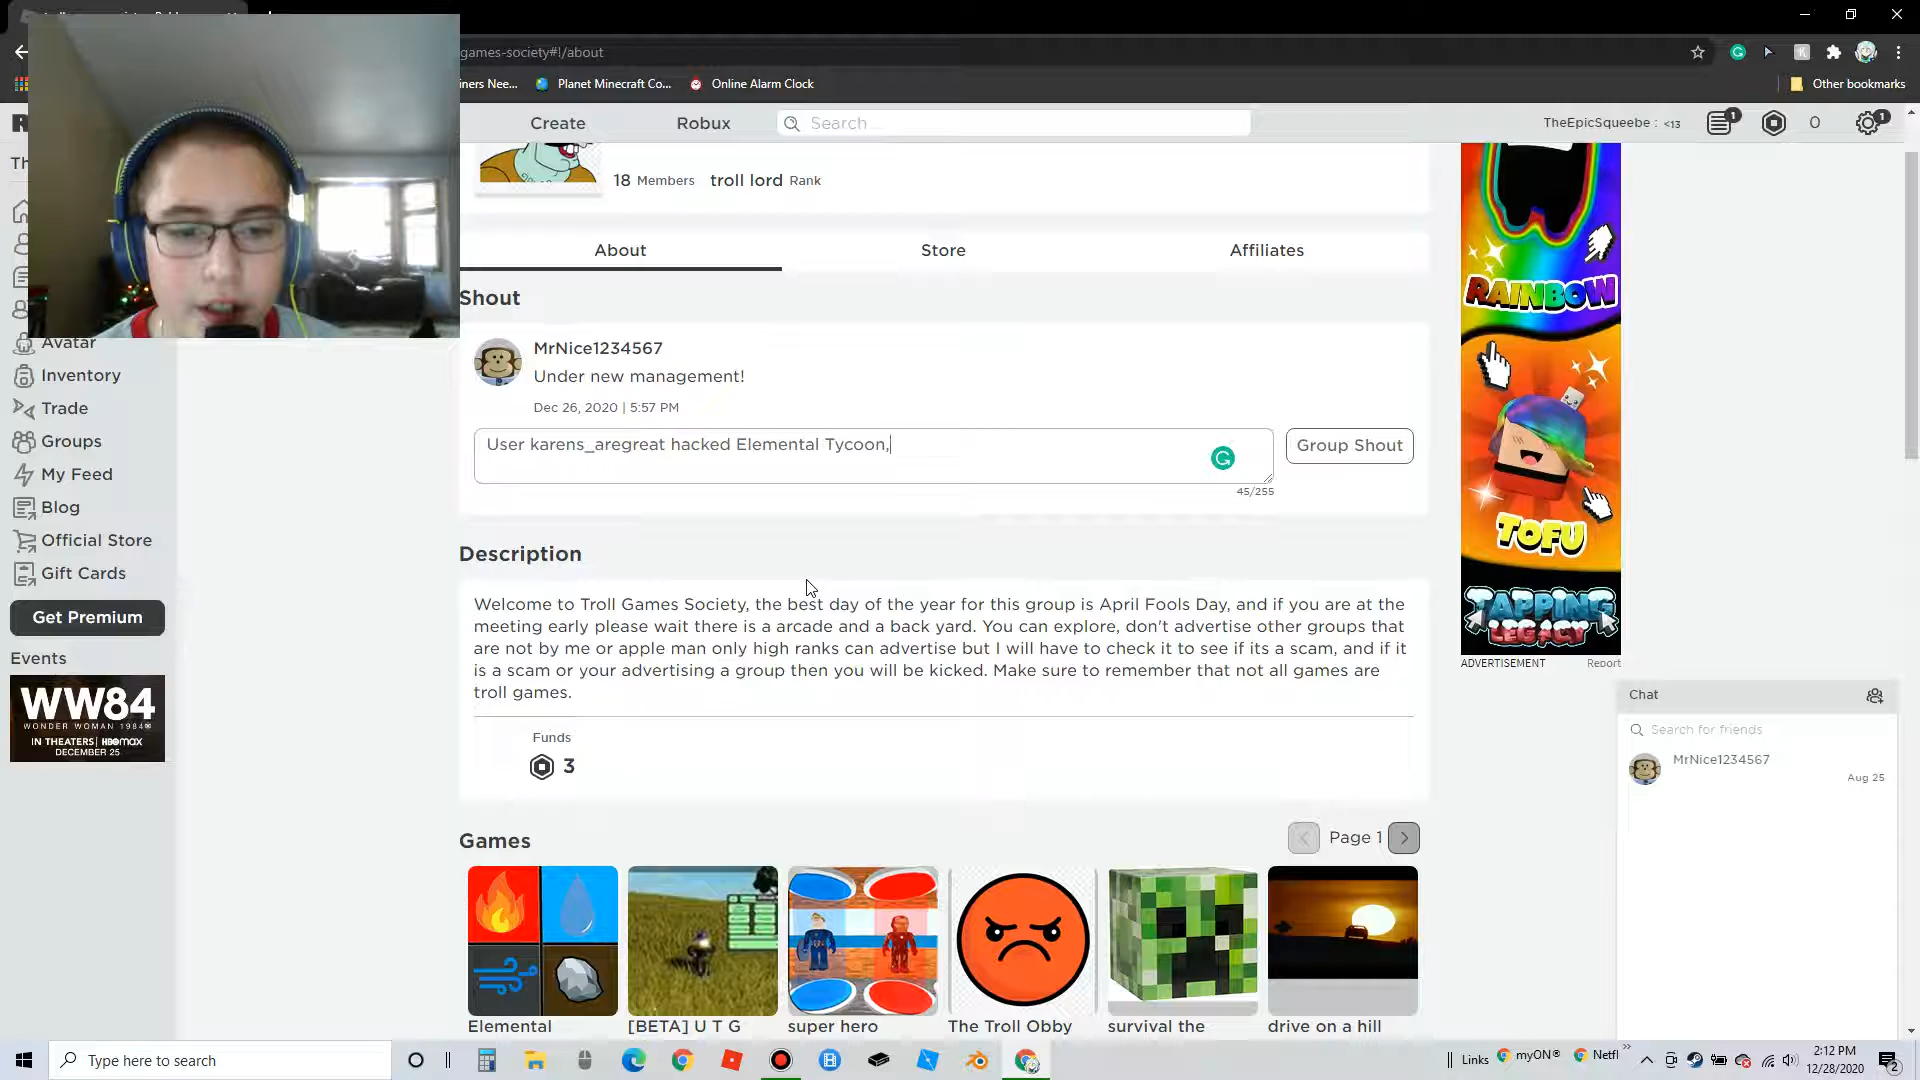 games-society#!/about
iners Nee...
Planet Minecraft Co...
Online Alarm Clock
Other bookmarks
Create
Robux
Search
TheEpicSqueebe : <13
1
0
1
18 Members
troll lord Rank
About
Store
Affiliates
Shout
MrNice1234567
Under new management!
Dec 26, 2020 | 5:57 PM
User karens_aregreat hacked Elemental Tycoon,
Group Shout
45/255
Description
Welcome to Troll Games Society, the best day of the year for this group is April Fools Day, and if you are at the
meeting early please wait there is a arcade and a back yard. You can explore, don't advertise other groups that
are not by me or apple man only high ranks can advertise but I will have to check it to see if its a scam, and if it
is a scam or your advertising a group then you will be kicked. Make sure to remember that not all games are
troll games.
Funds
3
Games
Page 1
Elemental
[BETA] U T G
super hero
The Troll Obby
survival the
drive on a hill
Avatar
Inventory
Trade
Groups
My Feed
Blog
Official Store
Gift Cards
Get Premium
Events
WW84
WONDER WOMAN 1984
IN THEATERS | HBOmax
DECEMBER 25
RAINBOW
TOFU
TAPPING
LEGACY
ADVERTISEMENT
Report
Chat
Search for friends
MrNice1234567
Aug 25
Type here to search
Links
myON®
Netfl
2:12 PM
12/28/2020
2